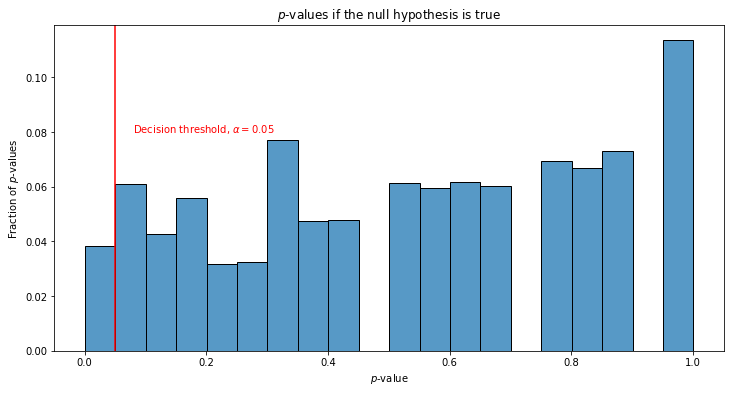 p-values if the null hypothesis is true
Fraction of p-values
0.10
0.08
0.06
0.04
0.02
0.00
Decision threshold, α = 0.05
0.0 0.2 0.4 0.6 0.8 1.0
p-value